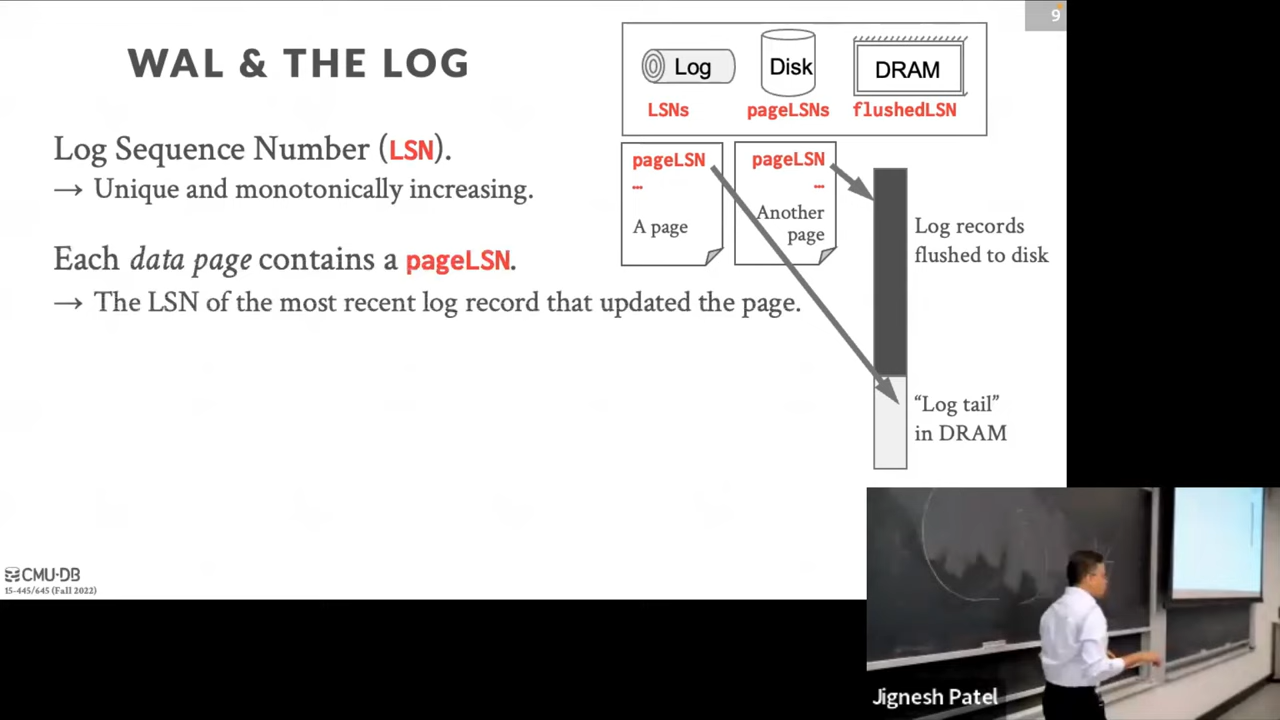 9
WAL & THE LOG
Log
Disk
DRAM
LSNs
pageLSNs
flushedLSN
Log Sequence Number (LSN).
→ Unique and monotonically increasing.
Each data page contains a pageLSN.
→ The LSN of the most recent log record that updated the page.
pageLSN
...
A page
pageLSN
...
Another
page
Log records
flushed to disk
“Log tail”
in DRAM
CMU·DB
15-445/645 (Fall 2022)
Jignesh Patel